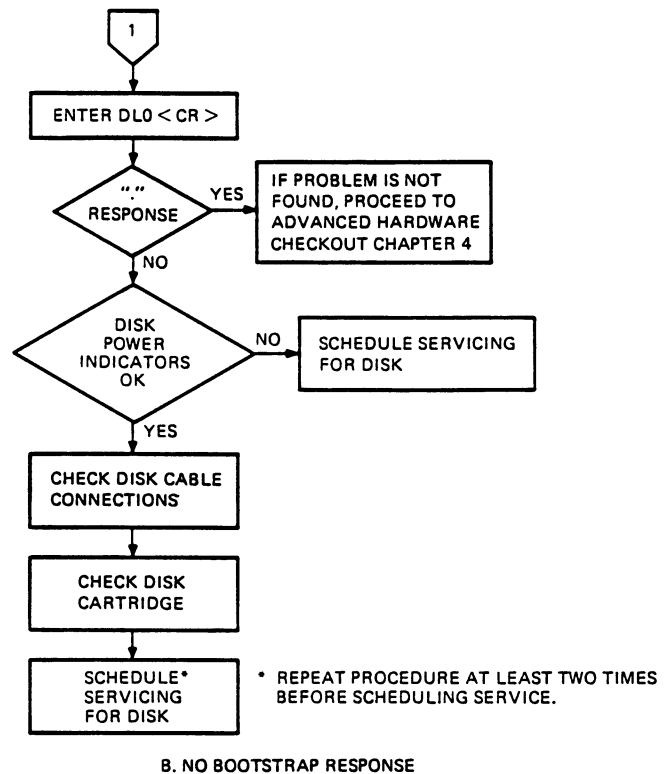 1
ENTER DL0 < CR >
"."
RESPONSE
YES
IF PROBLEM IS NOT
FOUND, PROCEED TO
ADVANCED HARDWARE
CHECKOUT CHAPTER 4
NO
DISK
POWER
INDICATORS
OK
NO
SCHEDULE SERVICING
FOR DISK
YES
CHECK DISK CABLE
CONNECTIONS
CHECK DISK
CARTRIDGE
SCHEDULE*
SERVICING
FOR DISK
* REPEAT PROCEDURE AT LEAST TWO TIMES
BEFORE SCHEDULING SERVICE.
B. NO BOOTSTRAP RESPONSE